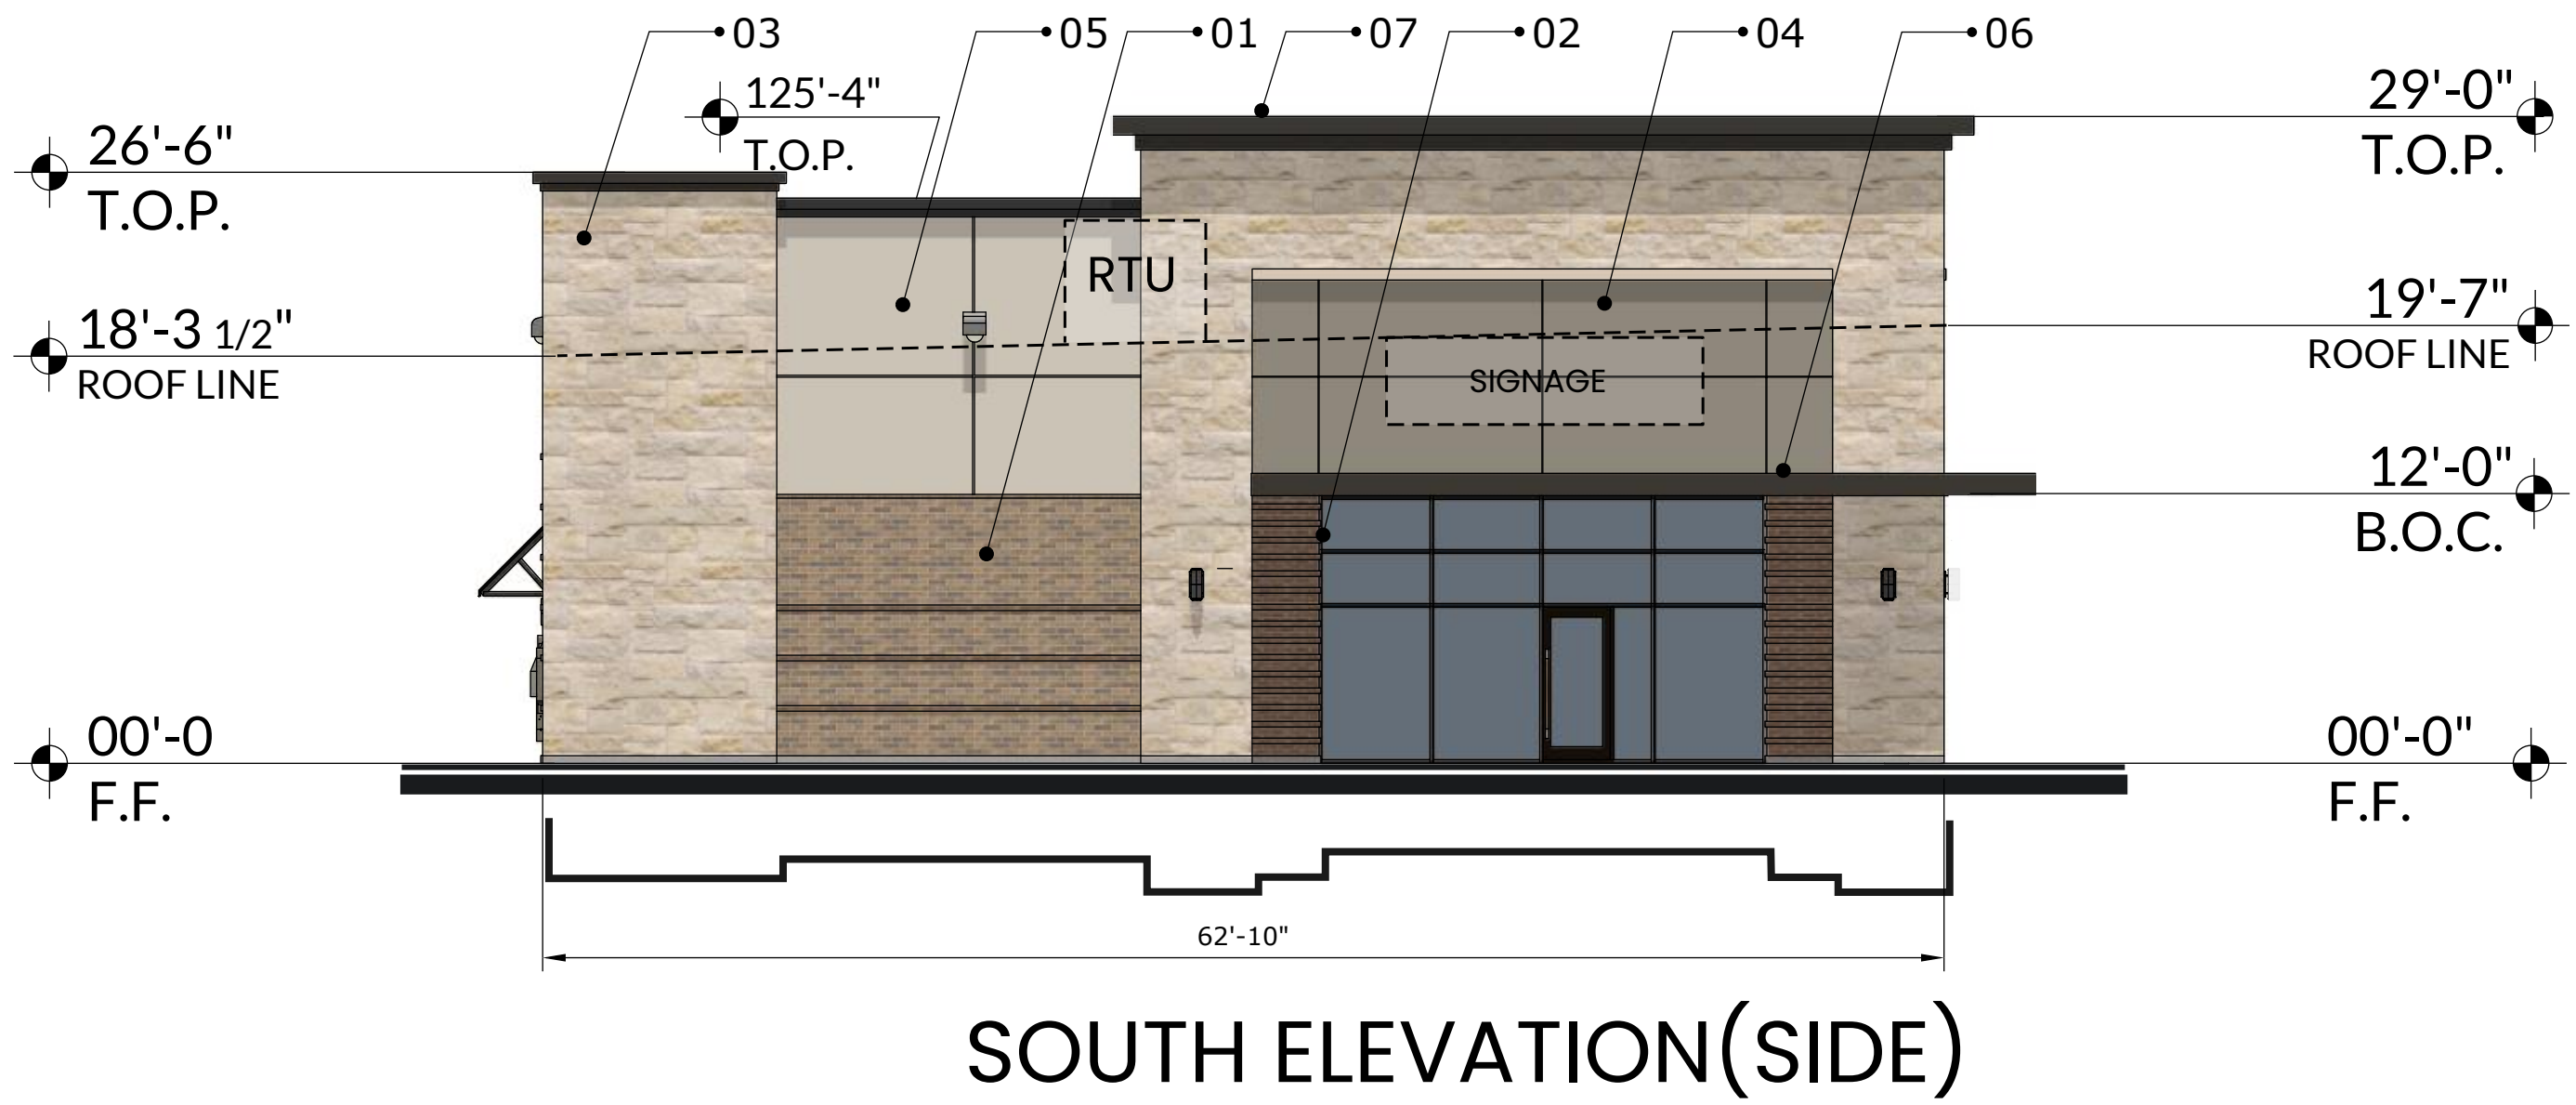 03
05
01
07
02
04
06
125'-4"
T.O.P.
26'-6"
T.O.P.
29'-0"
T.O.P.
RTU
18'-3 1/2"
ROOF LINE
19'-7"
ROOF LINE
SIGNAGE
12'-0"
B.O.C.
00'-0
F.F.
00'-0"
F.F.
62'-10"
SOUTH ELEVATION(SIDE)